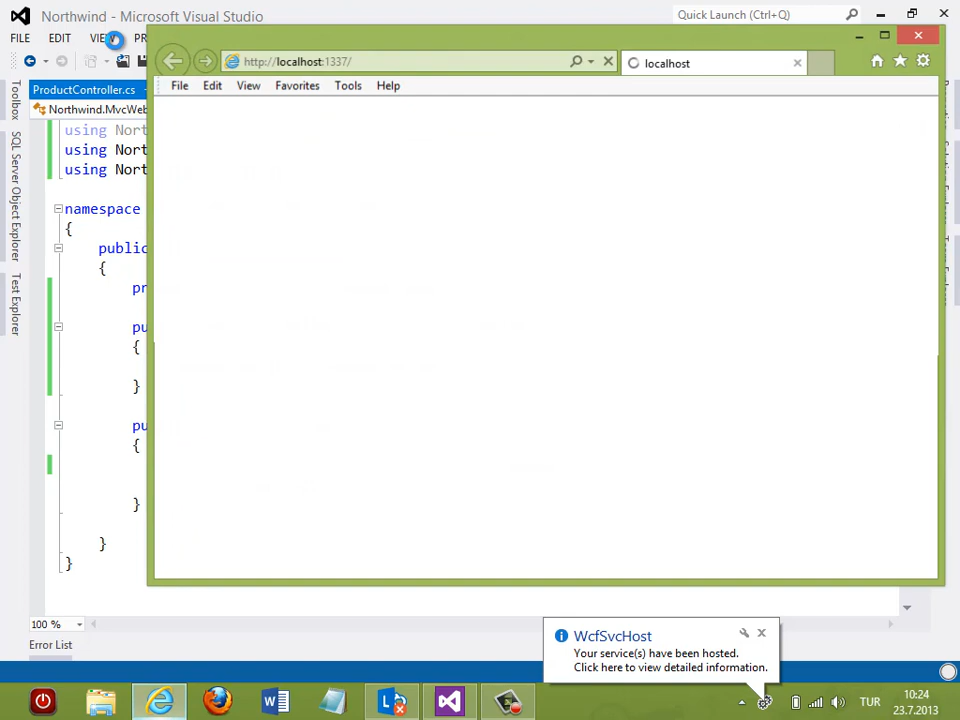 Northwind - Microsoft Visual Studio
Quick Launch (Ctrl+Q)
FILE EDIT VIEW PR
http://localhost:1337/
localhost
File Edit View Favorites Tools Help
ProductController.cs
Northwind.MvcWeb
Toolbox
SQL Server Object Explorer
Test Explorer
using Nort
using Nort
using Nort
namespace
{
public
{
pr
pu
{
}
pu
{
}
}
}
100 %
Error List
WcfSvcHost
Your service(s) have been hosted.
Click here to view detailed information.
TUR
10:24
23.7.2013